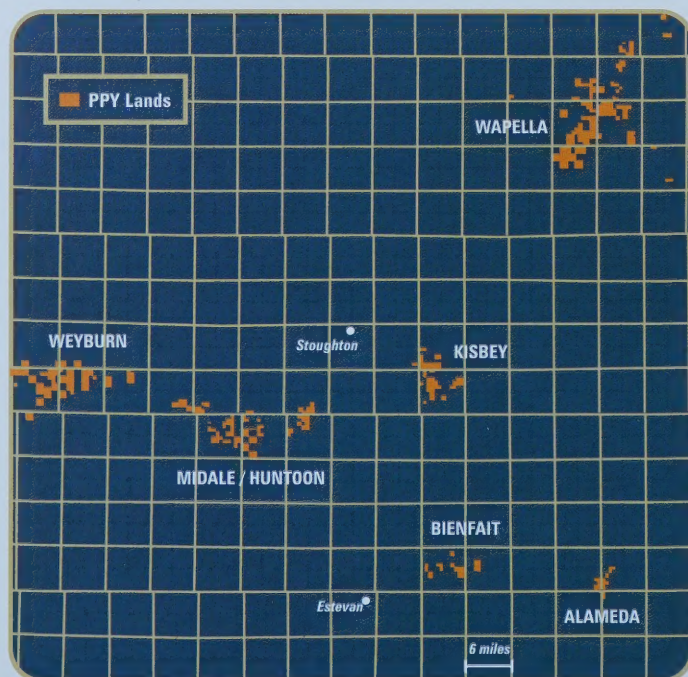 PPY Lands
WAPELLA
WEYBURN
Stoughton
KISBEY
MIDALE / HUNTOON
BIENFAIT
Estevan
ALAMEDA
6 miles